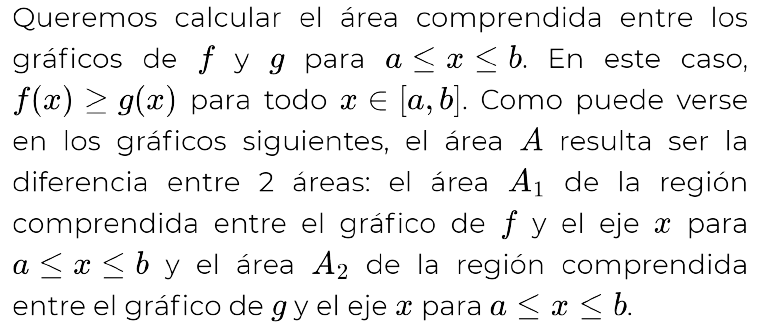 Queremos calcular el área comprendida entre los
gráficos de f y g para a ≤ x ≤ b. En este caso,
f(x) ≥ g(x) para todo x ∈ [a, b]. Como puede verse
en los gráficos siguientes, el área A resulta ser la
diferencia entre 2 áreas: el área A₁ de la región
comprendida entre el gráfico de f y el eje x para
a ≤ x ≤ b y el área A₂ de la región comprendida
entre el gráfico de g y el eje x para a ≤ x ≤ b.